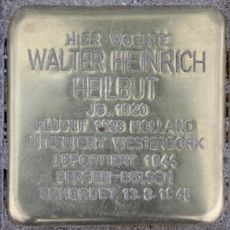 HIER WOHNTE
WALTER HEINRICH
HEILBUT
JG. 1920
FLUCHT 1938 HOLLAND
INTERNIERT WESTERBORK
DEPORTIERT 1944
BERGEN-BELSEN
ERMORDET 13.3.1945